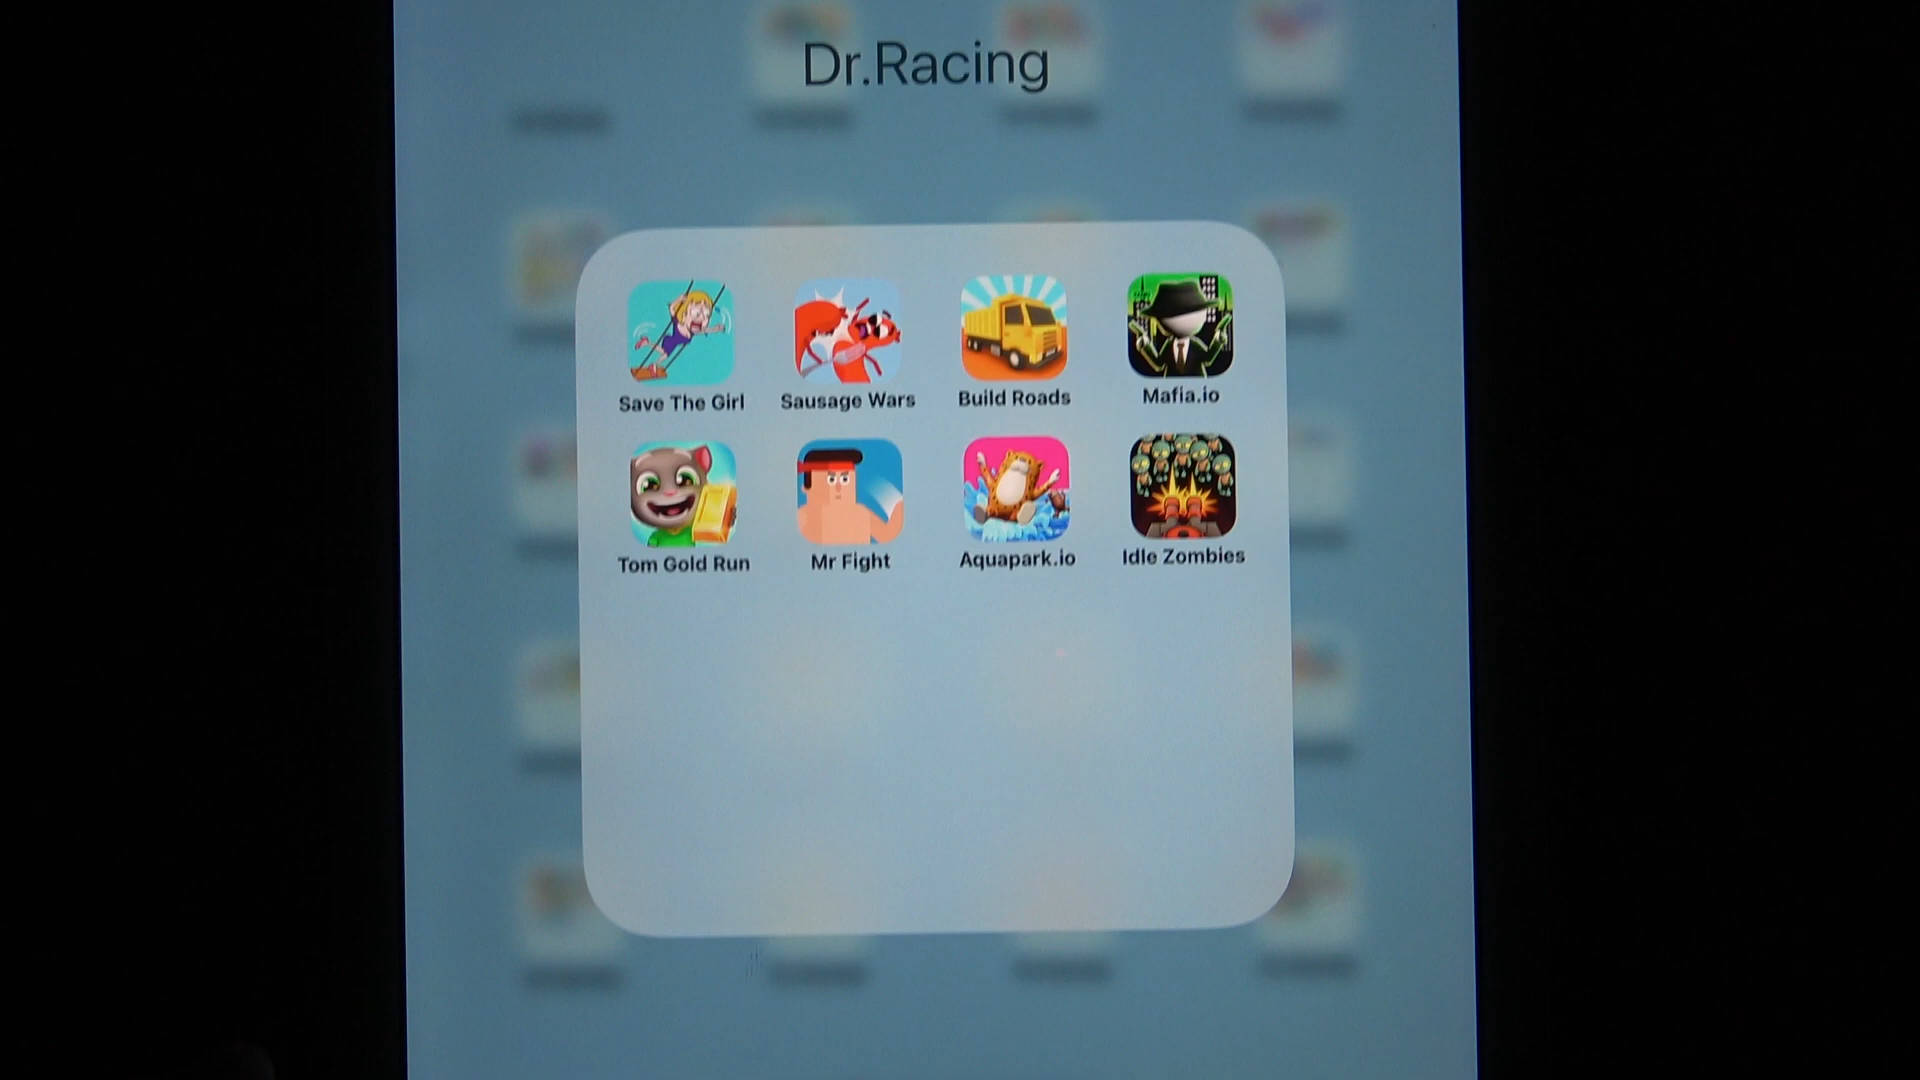 Dr.Racing
Save The Girl
Sausage Wars
Build Roads
Mafia.io
Tom Gold Run
Mr Fight
Aquapark.io
Idle Zombies